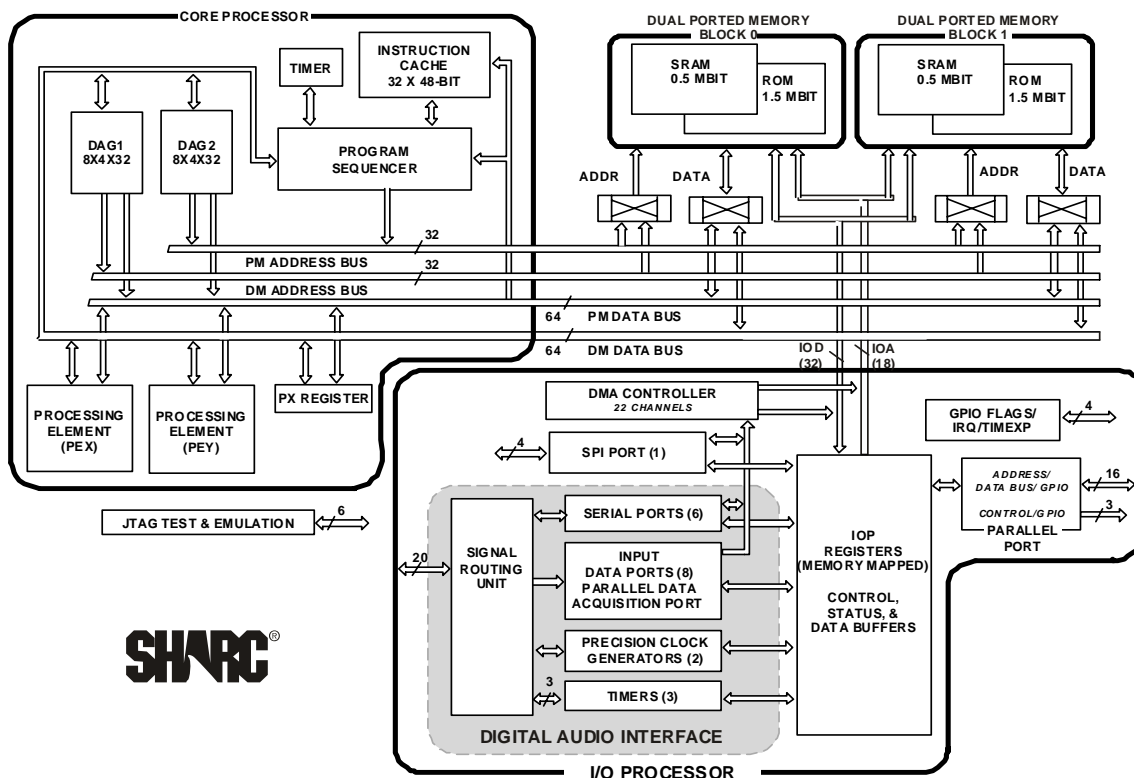 CORE PROCESSOR
TIMER
INSTRUCTION
CACHE
32 X 48-BIT
DAG1
8X4X32
DAG2
8X4X32
PROGRAM
SEQUENCER
DUAL PORTED MEMORY
BLOCK 0
SRAM
0.5 MBIT
ROM
1.5 MBIT
DUAL PORTED MEMORY
BLOCK 1
SRAM
0.5 MBIT
ROM
1.5 MBIT
ADDR
DATA
ADDR
DATA
32
PM ADDRESS BUS
32
DM ADDRESS BUS
64
PM DATA BUS
64
DM DATA BUS
IOD
(32)
IOA
(18)
PROCESSING
ELEMENT
(PEX)
PROCESSING
ELEMENT
(PEY)
PX REGISTER
JTAG TEST & EMULATION
6
DMA CONTROLLER
22 CHANNELS
4
SPI PORT (1)
GPIO FLAGS/
IRQ/TIMEXP
4
ADDRESS/
DATA BUS/ GPIO
CONTROL/GPIO
16
3
PARALLEL
PORT
20
SIGNAL
ROUTING
UNIT
SERIAL PORTS (6)
INPUT
DATA PORTS (8)
PARALLEL DATA
ACQUISITION PORT
PRECISION CLOCK
GENERATORS (2)
3
TIMERS (3)
IOP
REGISTERS
(MEMORY MAPPED)
CONTROL,
STATUS, &
DATA BUFFERS
DIGITAL AUDIO INTERFACE
I/O PROCESSOR
SHARC®